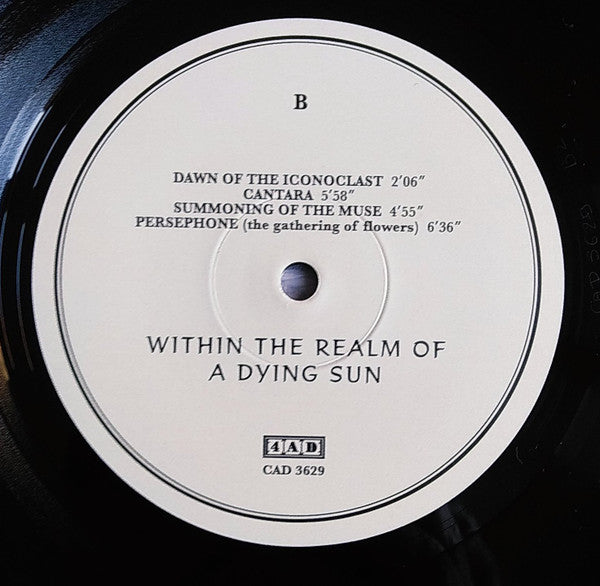 B
DAWN OF THE ICONOCLAST 2'06"
CANTARA 5'58"
SUMMONING OF THE MUSE 4'55"
PERSEPHONE (the gathering of flowers) 6'36"
WITHIN THE REALM OF
A DYING SUN
4AD
CAD 3629